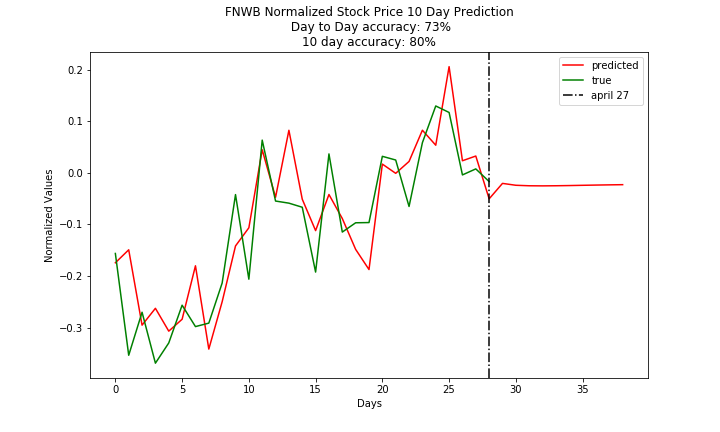 FNWB Normalized Stock Price 10 Day Prediction
Day to Day accuracy: 73%
10 day accuracy: 80%
predicted
true
april 27
0.2
0.1
0.0
−0.1
−0.2
−0.3
Normalized Values
0
5
10
15
20
25
30
35
Days